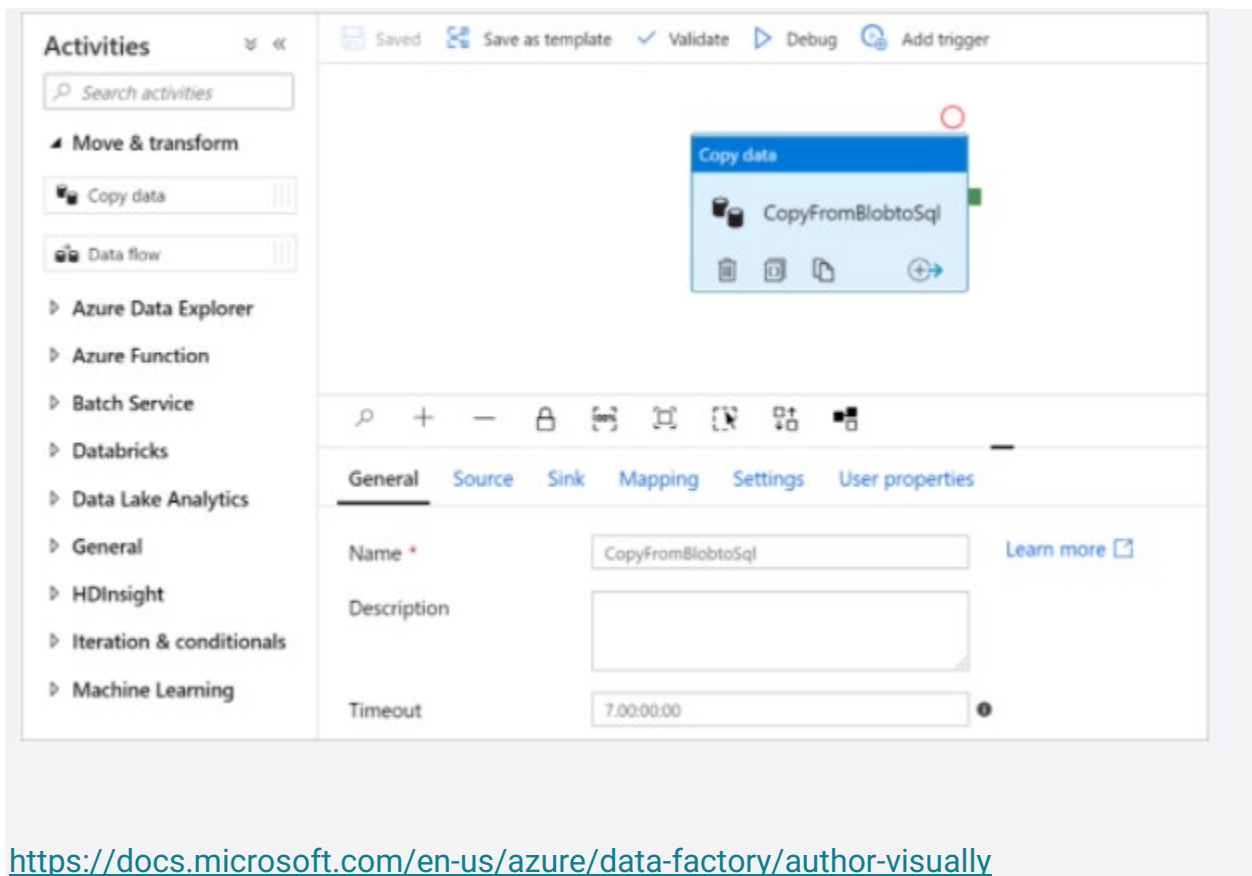 Activities
Search activities
Move & transform
Copy data
Data flow
Azure Data Explorer
Azure Function
Batch Service
Databricks
Data Lake Analytics
General
HDInsight
Iteration & conditionals
Machine Learning
Saved Save as template Validate Debug Add trigger
Copy data
CopyFromBlobtoSql
General Source Sink Mapping Settings User properties
Name * CopyFromBlobtoSql Learn more
Description
Timeout 7.00:00:00
https://docs.microsoft.com/en-us/azure/data-factory/author-visually